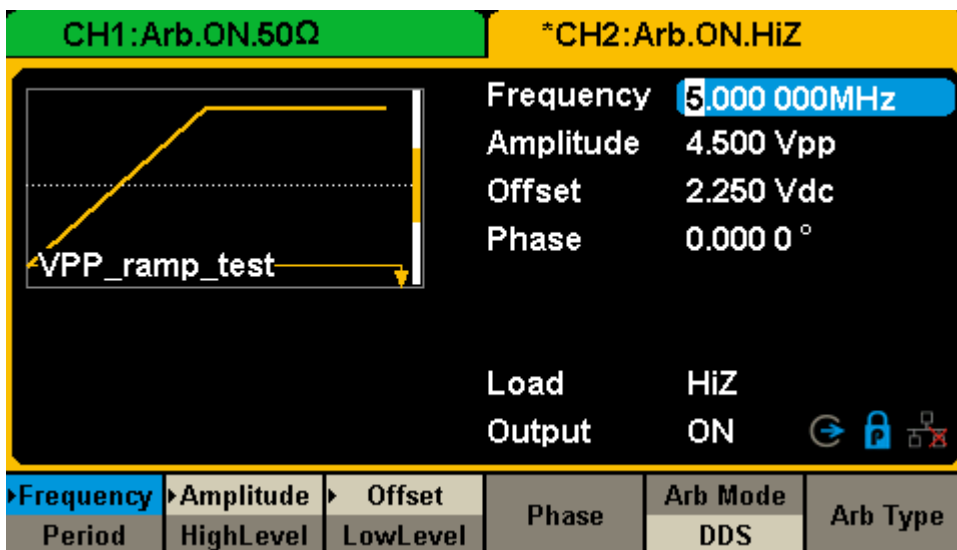 CH1:Arb.ON.50Ω
*CH2:Arb.ON.HiZ
Frequency 5.000 000MHz
Amplitude 4.500 Vpp
Offset 2.250 Vdc
Phase 0.000 0 °
VPP_ramp_test
Load HiZ
Output ON
P
Frequency Amplitude Offset Phase Arb Mode Arb Type
Period HighLevel LowLevel DDS